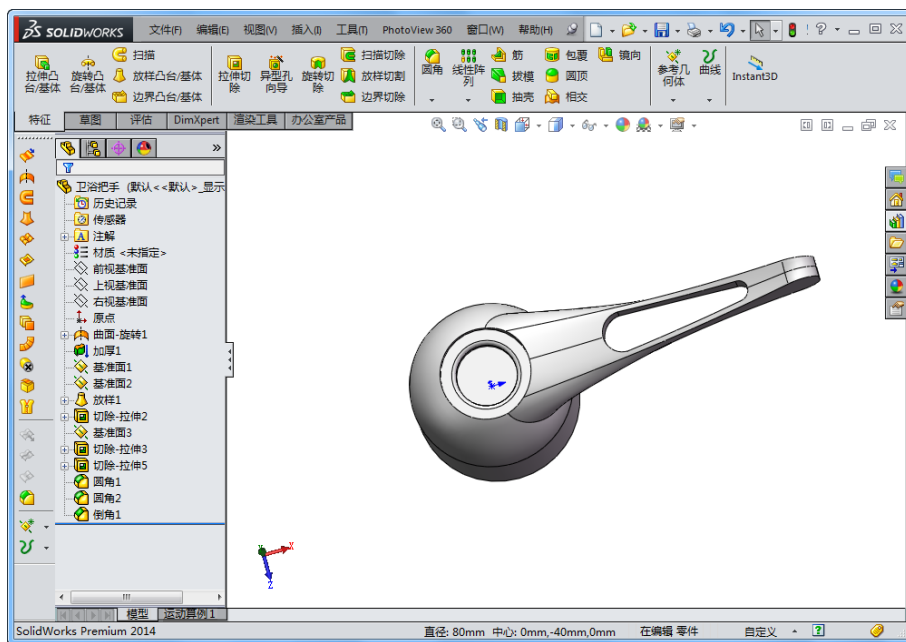 SOLIDWORKS 文件(F) 编辑(E) 视图(V) 插入(I) 工具(T) PhotoView 360 窗口(W) 帮助(H)
拉伸凸台/基体
旋转凸台/基体
扫描
放样凸台/基体
边界凸台/基体
拉伸切除
异型孔向导
旋转切除
扫描切除
放样切割
边界切除
圆角
线性阵列
筋
拔模
抽壳
包覆
圆顶
相交
镜向
参考几何体
曲线
Instant3D
特征 草图 评估 DimXpert 渲染工具 办公室产品
卫浴把手 (默认<<默认>_显示
历史记录
传感器
注解
材质 <未指定>
前视基准面
上视基准面
右视基准面
原点
曲面-旋转1
加厚1
基准面1
基准面2
放样1
切除-拉伸2
基准面3
切除-拉伸3
切除-拉伸5
圆角1
圆角2
倒角1
Y X
Z
模型 运动算例 1
SolidWorks Premium 2014 直径: 80mm 中心: 0mm,-40mm,0mm 在编辑 零件 自定义